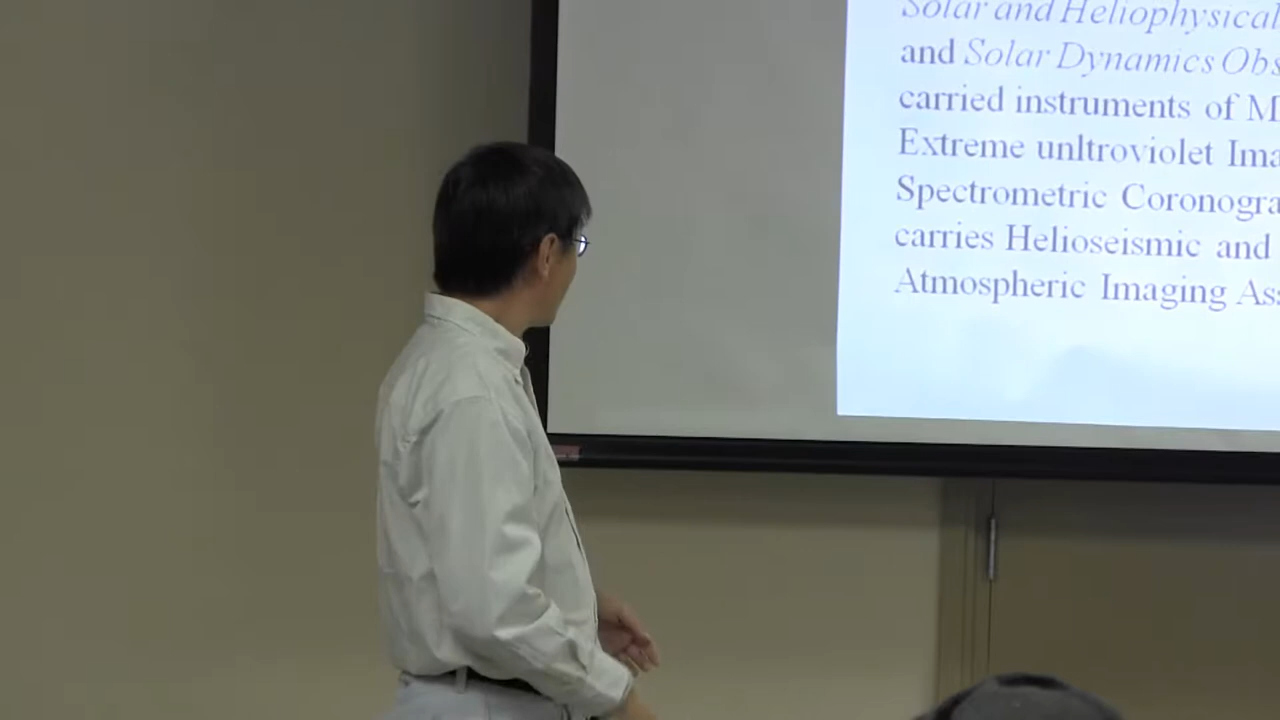 Solar and Heliophysical
and Solar Dynamics Obs
carried instruments of M
Extreme unltroviolet Ima
Spectrometric Coronogra
carries Helioseismic and
Atmospheric Imaging Ass